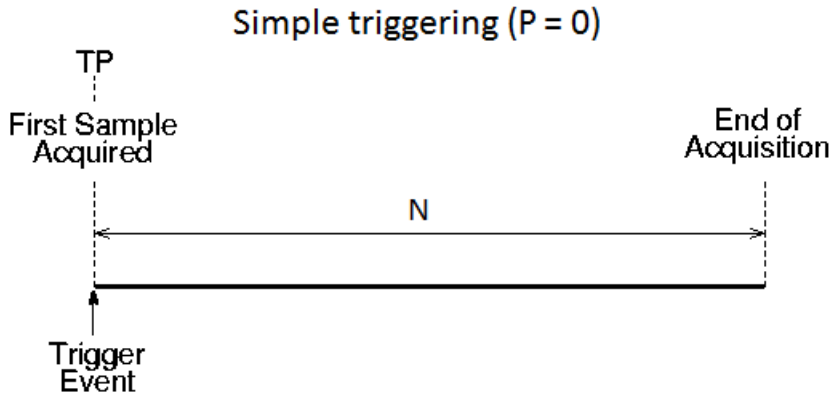 Simple triggering (P = 0)
TP
First Sample
Acquired
End of
Acquisition
N
Trigger
Event